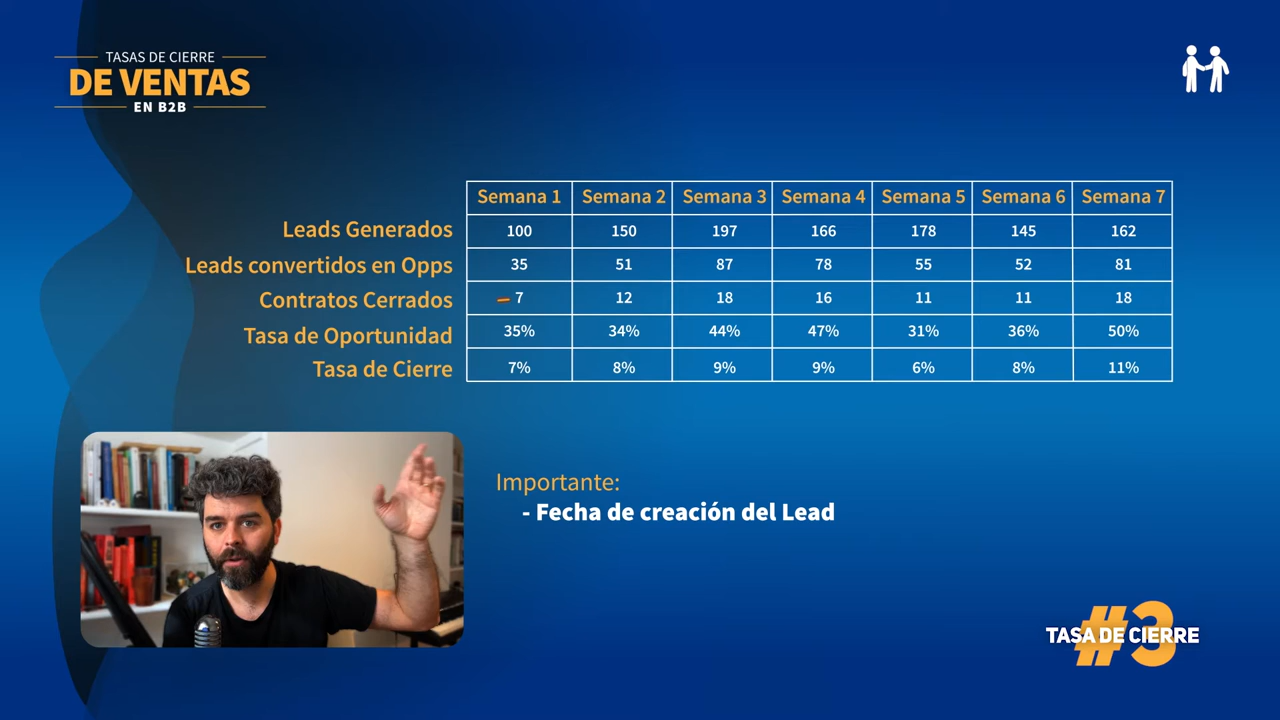 TASAS DE CIERRE
DE VENTAS
EN B2B
Semana 1 Semana 2 Semana 3 Semana 4 Semana 5 Semana 6 Semana 7
Leads Generados 100 150 197 166 178 145 162
Leads convertidos en Opps 35 51 87 78 55 52 81
Contratos Cerrados 7 12 18 16 11 11 18
Tasa de Oportunidad 35% 34% 44% 47% 31% 36% 50%
Tasa de Cierre 7% 8% 9% 9% 6% 8% 11%
Importante:
- Fecha de creación del Lead
#3
TASA DE CIERRE